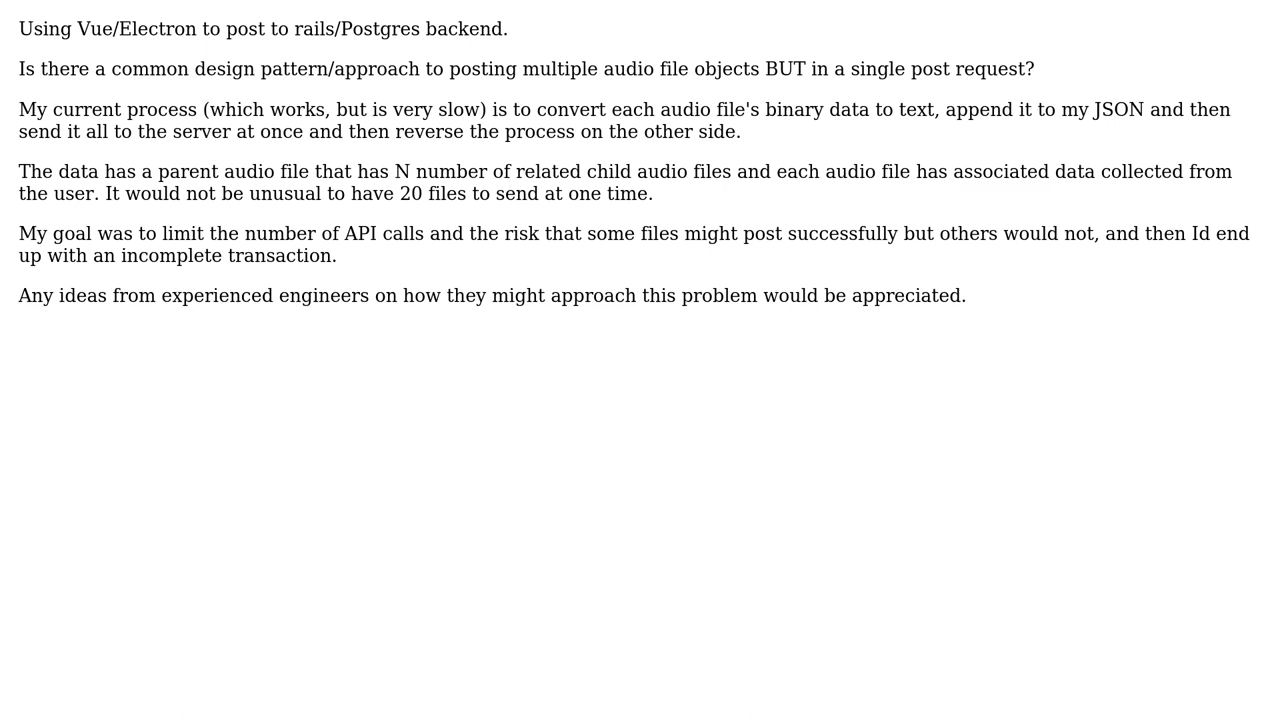 Using Vue/Electron to post to rails/Postgres backend.
Is there a common design pattern/approach to posting multiple audio file objects BUT in a single post request?
My current process (which works, but is very slow) is to convert each audio file's binary data to text, append it to my JSON and then
send it all to the server at once and then reverse the process on the other side.
The data has a parent audio file that has N number of related child audio files and each audio file has associated data collected from
the user. It would not be unusual to have 20 files to send at one time.
My goal was to limit the number of API calls and the risk that some files might post successfully but others would not, and then Id end
up with an incomplete transaction.
Any ideas from experienced engineers on how they might approach this problem would be appreciated.